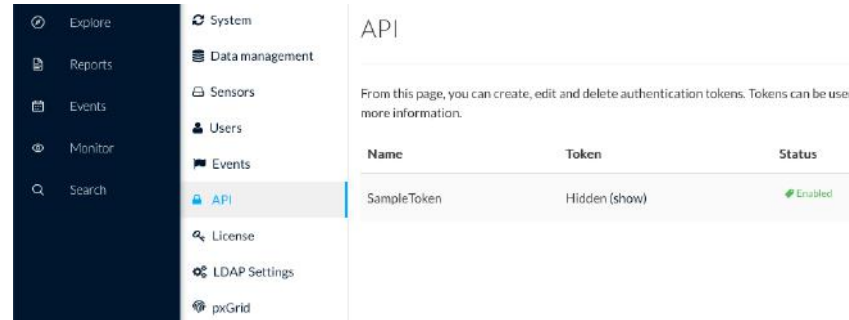 Explore
Reports
Events
Monitor
Search
System
Data management
Sensors
Users
Events
API
License
LDAP Settings
pxGrid
API
From this page, you can create, edit and delete authentication tokens. Tokens can be use
more information.
Name Token Status
SampleToken Hidden (show) Enabled